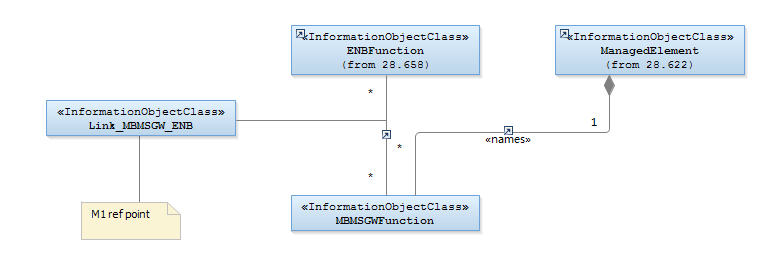 «InformationObjectClass»
ENBFunction
(from 28.658)
«InformationObjectClass»
ManagedElement
(from 28.622)
*
«InformationObjectClass»
Link_MBMSGW_ENB
1
«names»
*
*
«InformationObjectClass»
MBMSGWFunction
M1 ref point